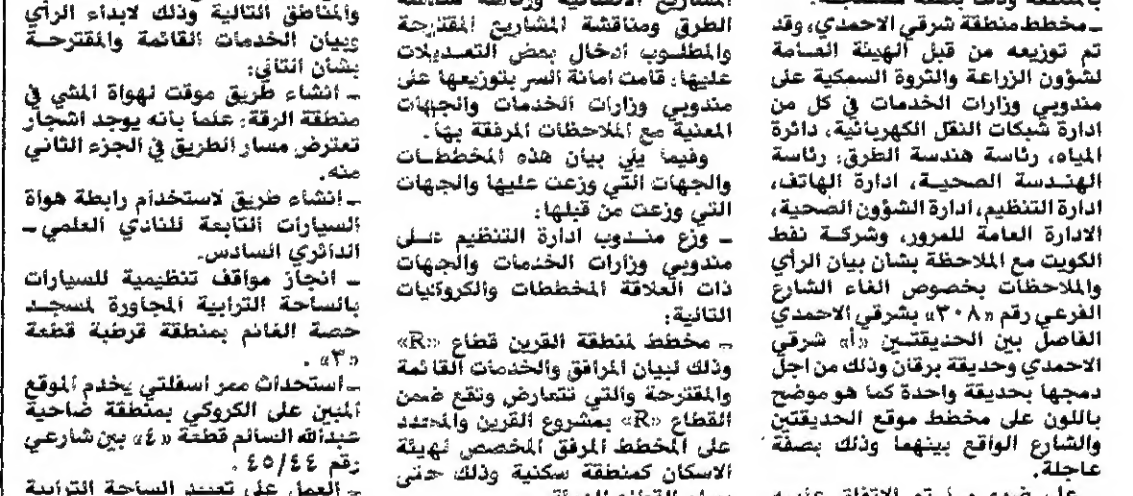 ـ مخطط منطقة شرقي الاحمدي، وقد
تم توزيعه من قبل الهيئة العامة
لشؤون الزراعة والثروة السمكية على
مندوبي وزارات الخدمات في كل من
ادارة شبكات النقل الكهربائية، دائرة
المياه، رئاسة هندسة الطرق، رئاسة
الهندسة الصحية، ادارة الهاتف،
ادارة التنظيم، ادارة الشؤون الصحية،
الادارة العامة للمرور، وشركة نفط
الكويت مع الملاحظة بشان بيان الرأي
والملاحظات بخصوص الغاء الشارع
الفرعي رقم «٣٠٨» بشرقي الاحمدي
الفاصل بين الحديقتين «أ» شرقي
الاحمدي وحديقة برقان وذلك من اجل
دمجها بحديقة واحدة كما هو موضح
باللون على مخطط موقع الحديقتين
والشارع الواقع بينهما وذلك بصفة
عاجلة.
الطرق ومناقشة المشاريع المقترحة
والمطلوب ادخال بعض التعديلات
عليها: قامت امانة السر بتوزيعها على
مندوبي وزارات الخدمات والجهات
المعنية مع الملاحظات المرفقة بها.
وفيما يلي بيان هذه المخططات
والجهات التي وزعت عليها والجهات
التي وزعت من قبلها:
ـ وزع مندوب ادارة التنظيم على
مندوبي وزارات الخدمات والجهات
ذات العلاقة المخططات والكروكيات
التالية:
ـ مخطط لمنطقة القرين قطاع «R»
وذلك لبيان المرافق والخدمات القائمة
والمقترحة والتي تتعارض وتقع ضمن
القطاع «R» بمشروع القرين والمحدد
على المخطط المرفق المخصص لهيئة
الاسكان كمنطقة سكنية وذلك حتى
والمناطق التالية وذلك لابداء الرأي
وبيان الخدمات القائمة والمقترحة
بشأن التالي:
ـ انشاء طريق موقت لهواة المشي في
منطقة الرقة: علما بانه يوجد اشجار
تعترض مسار الطريق في الجزء الثاني
منه.
ـ إنشاء طريق لاستخدام رابطة هواة
السيارات التابعة للنادي العلمي ـ
الدائري السادس.
ـ انجاز مواقف تنظيمية للسيارات
بالساحة الترابية المجاورة لمسجد
حصة الغانم بمنطقة قرطبة قطعة
«٣».
ـ استحداث ممر اسفلتي يخدم الموقع
المبين على الكروكي بمنطقة ضاحية
عبدالله السالم قطعة «٤» بين شارعي
رقم ٤٥/٤٤.
ـ العمل على الساحة الترابية